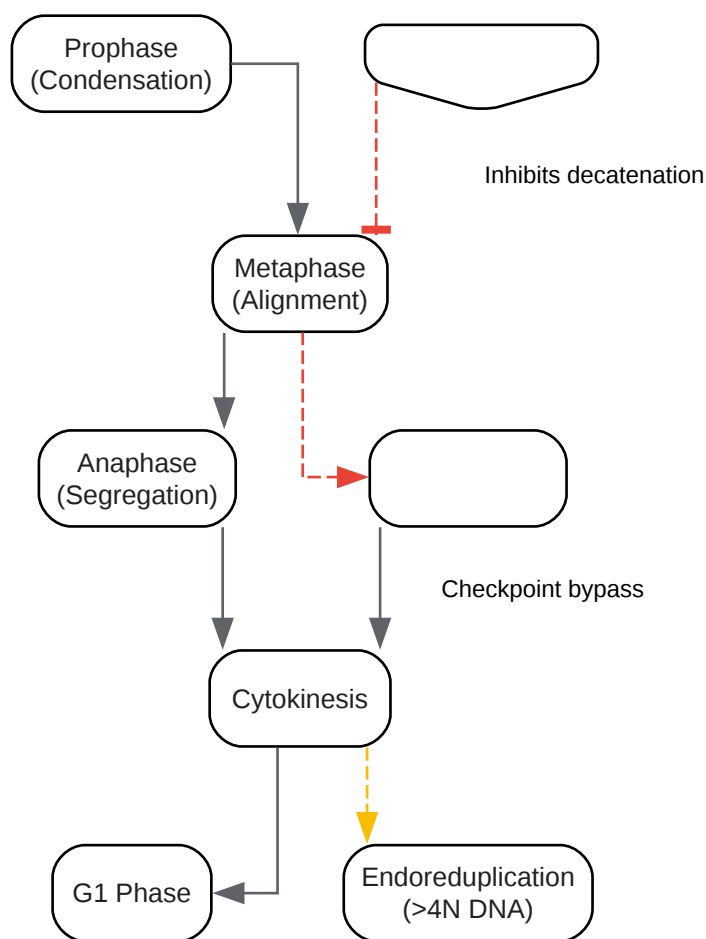 Prophase
(Condensation)
Inhibits decatenation
Metaphase
(Alignment)
Anaphase
(Segregation)
Checkpoint bypass
Cytokinesis
G1 Phase
Endoreduplication
(>4N DNA)